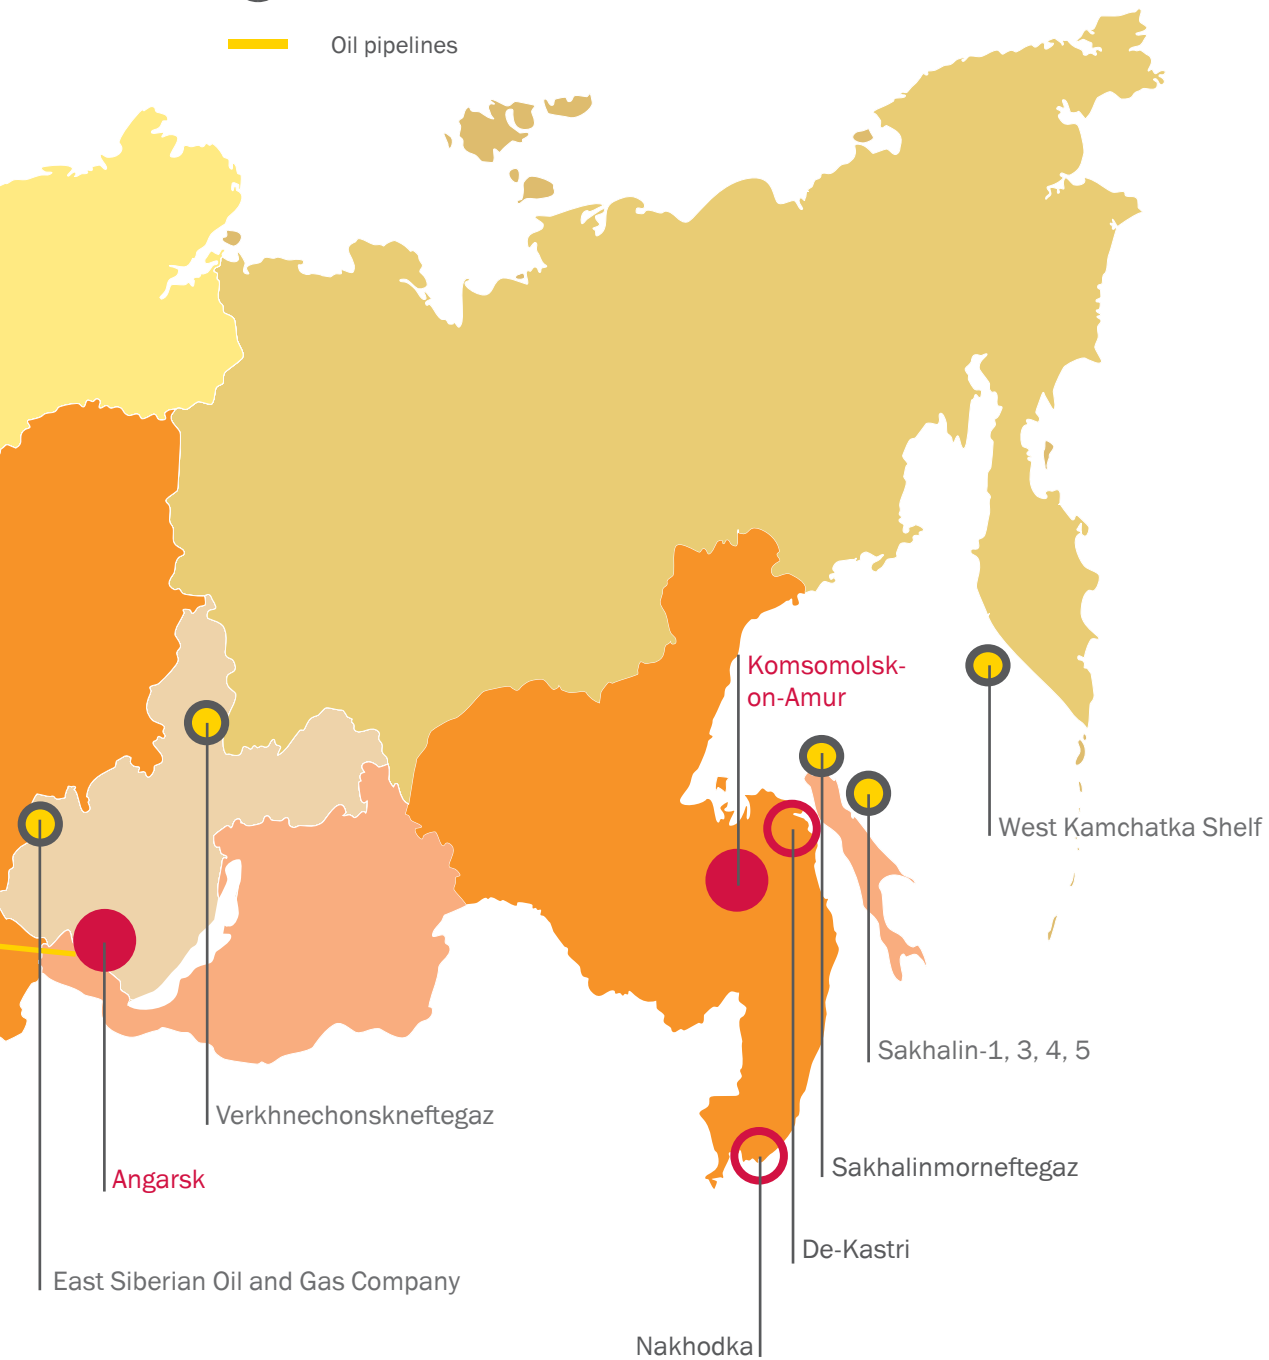 Oil pipelines
Komsomolsk-
on-Amur
West Kamchatka Shelf
Sakhalin-1, 3, 4, 5
Verkhnechonskneftegaz
Sakhalinmorneftegaz
Angarsk
De-Kastri
East Siberian Oil and Gas Company
Nakhodka